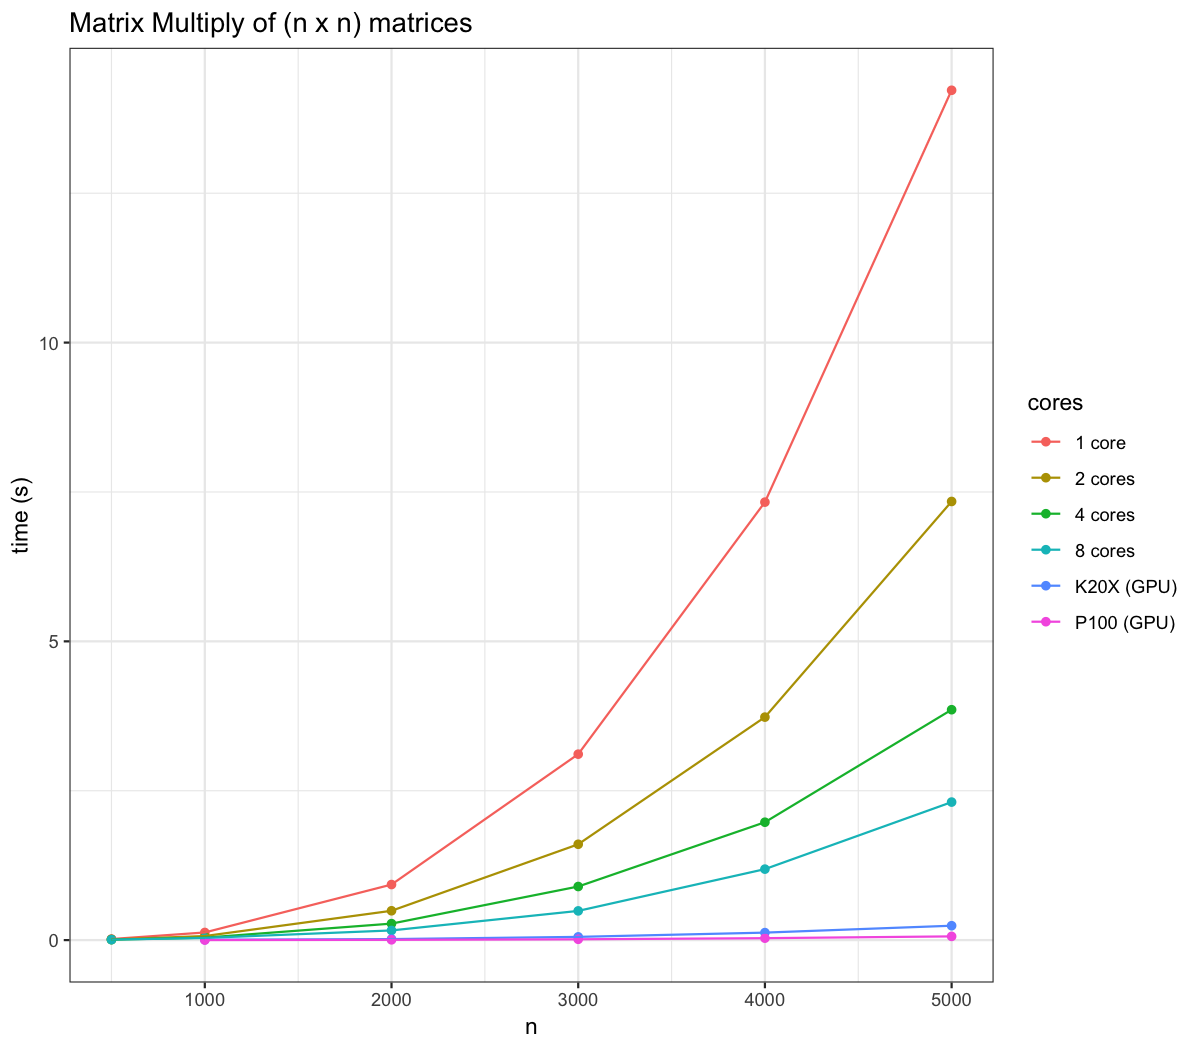 Matrix Multiply of (n x n) matrices
time (s)
10
5
0
1000 2000 3000 4000 5000
n
cores
1 core
2 cores
4 cores
8 cores
K20X (GPU)
P100 (GPU)